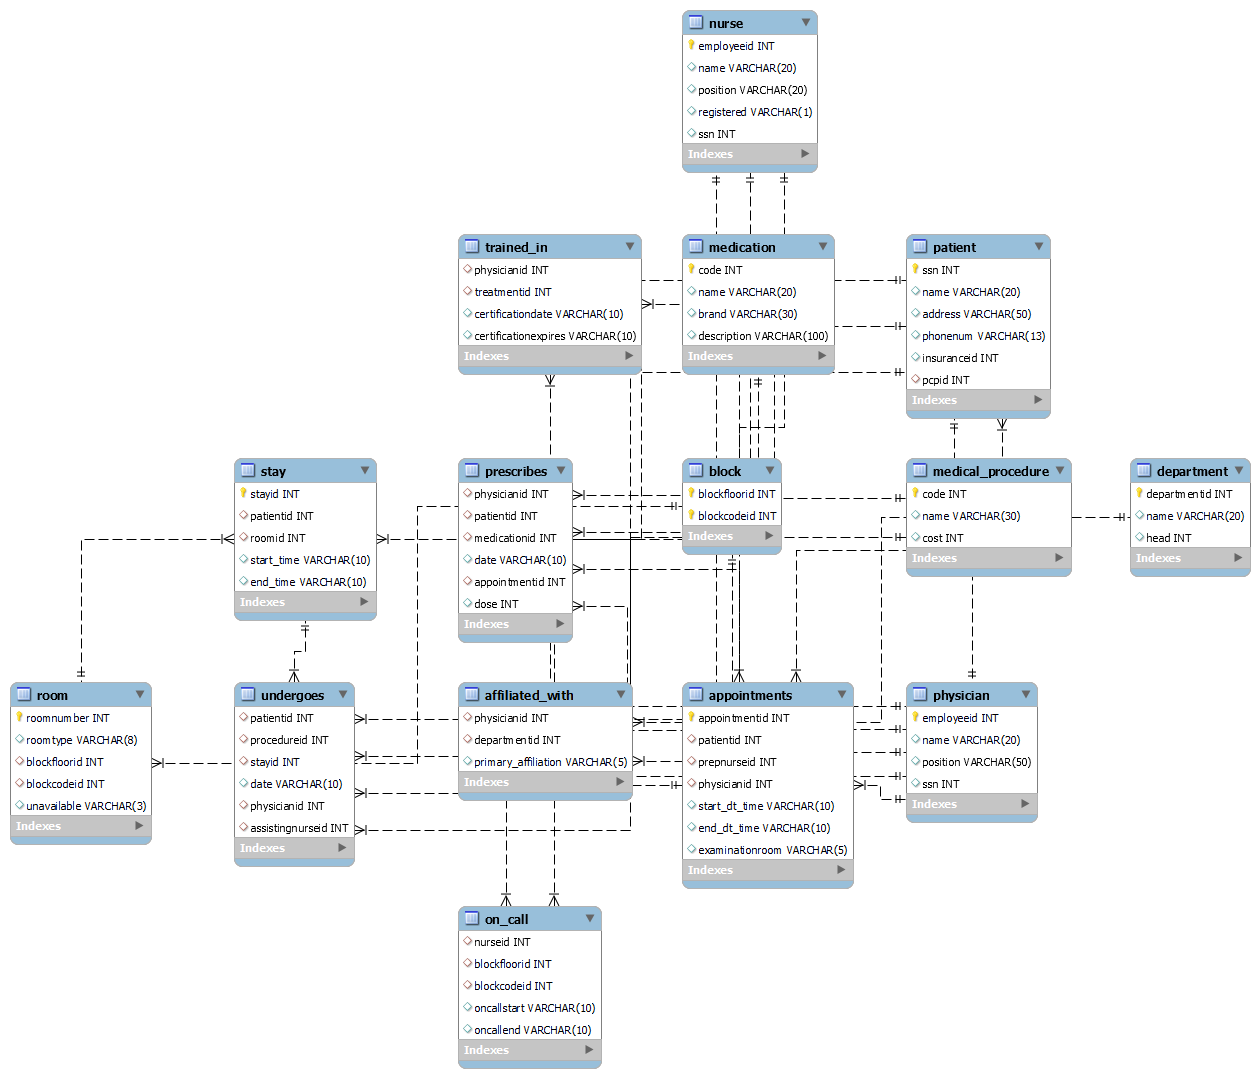 nurse
employeeid INT
name VARCHAR(20)
position VARCHAR(20)
registered VARCHAR(1)
ssn INT
Indexes
trained_in
physicianid INT
treatmentid INT
certificationdate VARCHAR(10)
certificationexpires VARCHAR(10)
Indexes
medication
code INT
name VARCHAR(20)
brand VARCHAR(30)
description VARCHAR(100)
Indexes
patient
ssn INT
name VARCHAR(20)
address VARCHAR(50)
phonenum VARCHAR(13)
insuranceid INT
pcpid INT
Indexes
stay
stayid INT
patientid INT
roomid INT
start_time VARCHAR(10)
end_time VARCHAR(10)
Indexes
prescribes
physicianid INT
patientid INT
medicationid INT
date VARCHAR(10)
appointmentid INT
dose INT
Indexes
block
blockfloorid INT
blockcodeid INT
Indexes
medical_procedure
code INT
name VARCHAR(30)
cost INT
Indexes
department
departmentid INT
name VARCHAR(20)
head INT
Indexes
room
roomnumber INT
roomtype VARCHAR(8)
blockfloorid INT
blockcodeid INT
unavailable VARCHAR(3)
Indexes
undergoes
patientid INT
procedureid INT
stayid INT
date VARCHAR(10)
physicianid INT
assistingnurseid INT
Indexes
affiliated_with
physicianid INT
departmentid INT
primary_affiliation VARCHAR(5)
Indexes
appointments
appointmentid INT
patientid INT
prepnurseid INT
physicianid INT
start_dt_time VARCHAR(10)
end_dt_time VARCHAR(10)
examinationroom VARCHAR(5)
Indexes
physician
employeeid INT
name VARCHAR(20)
position VARCHAR(50)
ssn INT
Indexes
on_call
nurseid INT
blockfloorid INT
blockcodeid INT
oncallstart VARCHAR(10)
oncallend VARCHAR(10)
Indexes